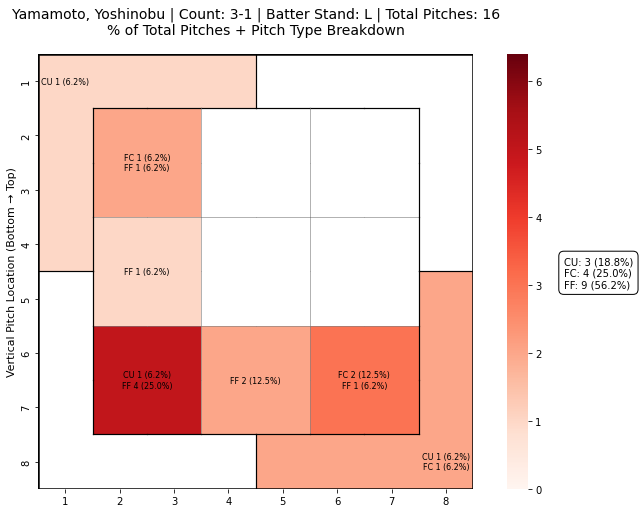 Yamamoto, Yoshinobu | Count: 3-1 | Batter Stand: L | Total Pitches: 16
% of Total Pitches + Pitch Type Breakdown
Vertical Pitch Location (Bottom → Top)
1
2
3
4
5
6
7
8
CU 1 (6.2%)
FC 1 (6.2%)
FF 1 (6.2%)
FF 1 (6.2%)
CU 1 (6.2%)
FF 4 (25.0%)
FF 2 (12.5%)
FC 2 (12.5%)
FF 1 (6.2%)
CU 1 (6.2%)
FC 1 (6.2%)
1 2 3 4 5 6 7 8
6
5
4
3
2
1
0
CU: 3 (18.8%)
FC: 4 (25.0%)
FF: 9 (56.2%)